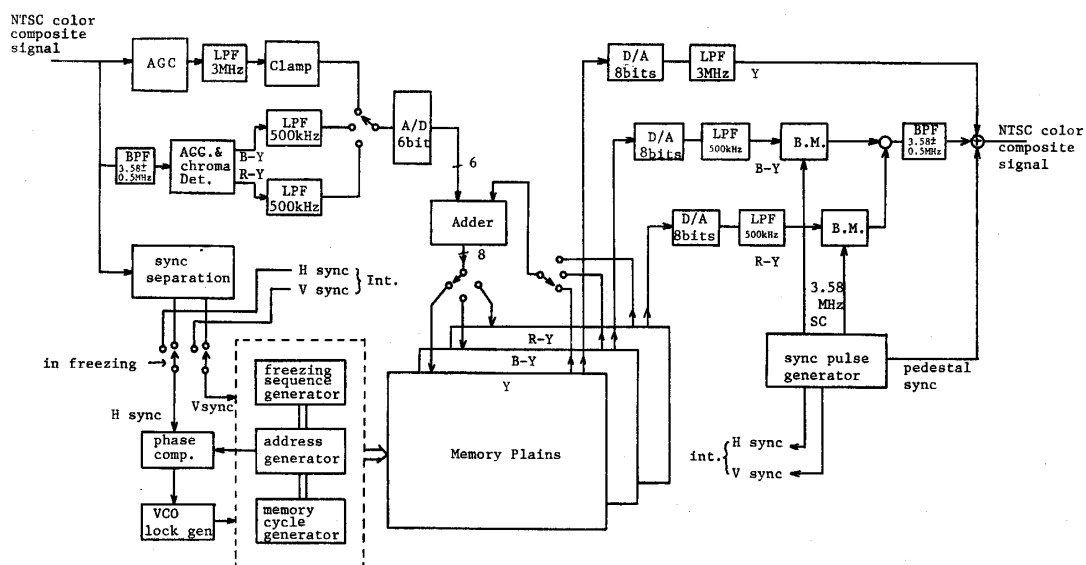 NTSC color
composite
signal
AGC
LPF
3MHz
Clamp
BPF
3.58±
0.5MHz
AGG.&
chroma
Det.
B-Y
R-Y
LPF
500kHz
LPF
500kHz
A/D
6bit
6
Adder
8
sync
separation
H sync
V sync
Int.
in freezing
H sync
Vsync
phase
comp.
VCO
lock gen
freezing
sequence
generator
address
generator
memory
cycle
generator
R-Y
B-Y
Y
Memory Plains
D/A
8bits
LPF
3MHz
Y
D/A
8bits
LPF
500kHz
B-Y
B.M.
D/A
8bits
LPF
500kHz
R-Y
B.M.
BPF
3.58±
0.5MHz
NTSC color
composite
signal
3.58
MHz
SC
sync pulse
generator
pedestal
sync
int.
H sync
V sync